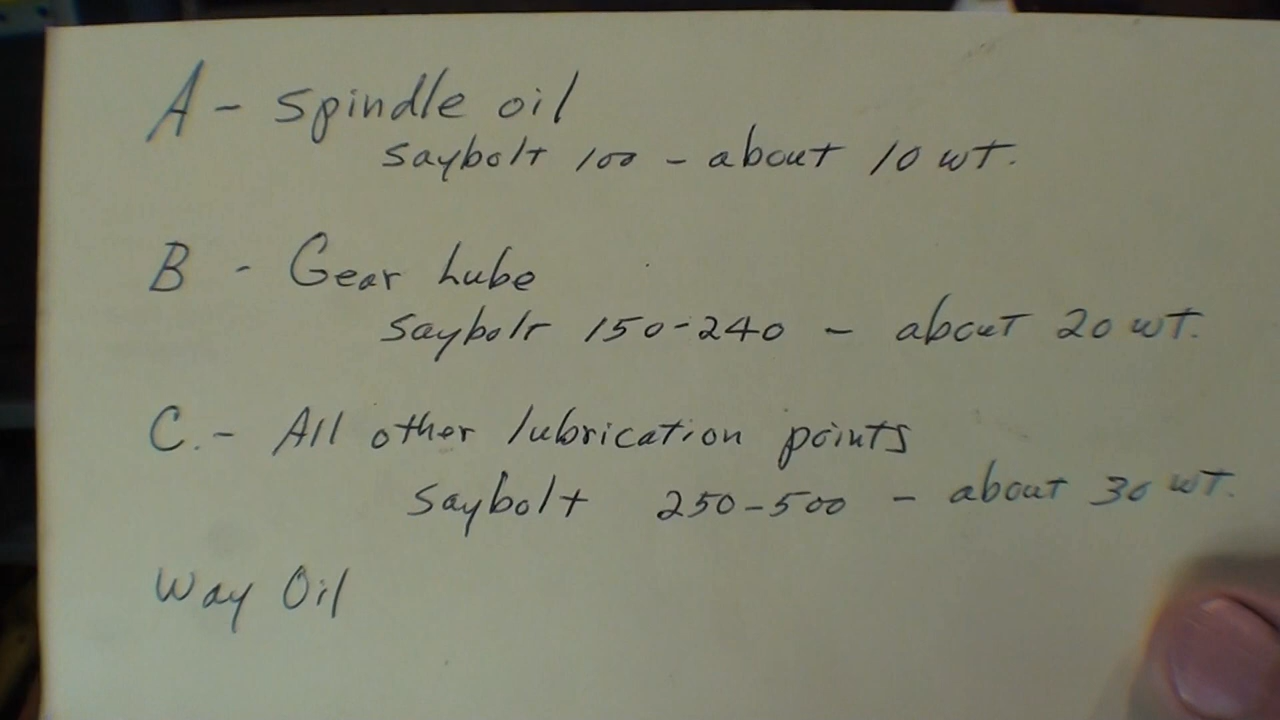 A - Spindle oil
Saybolt 100 - about 10 wt.
B - Gear Lube
Saybolt 150-240 - about 20 wt.
C. - All other lubrication points
Saybolt 250-500 - about 30 wt.
Way Oil